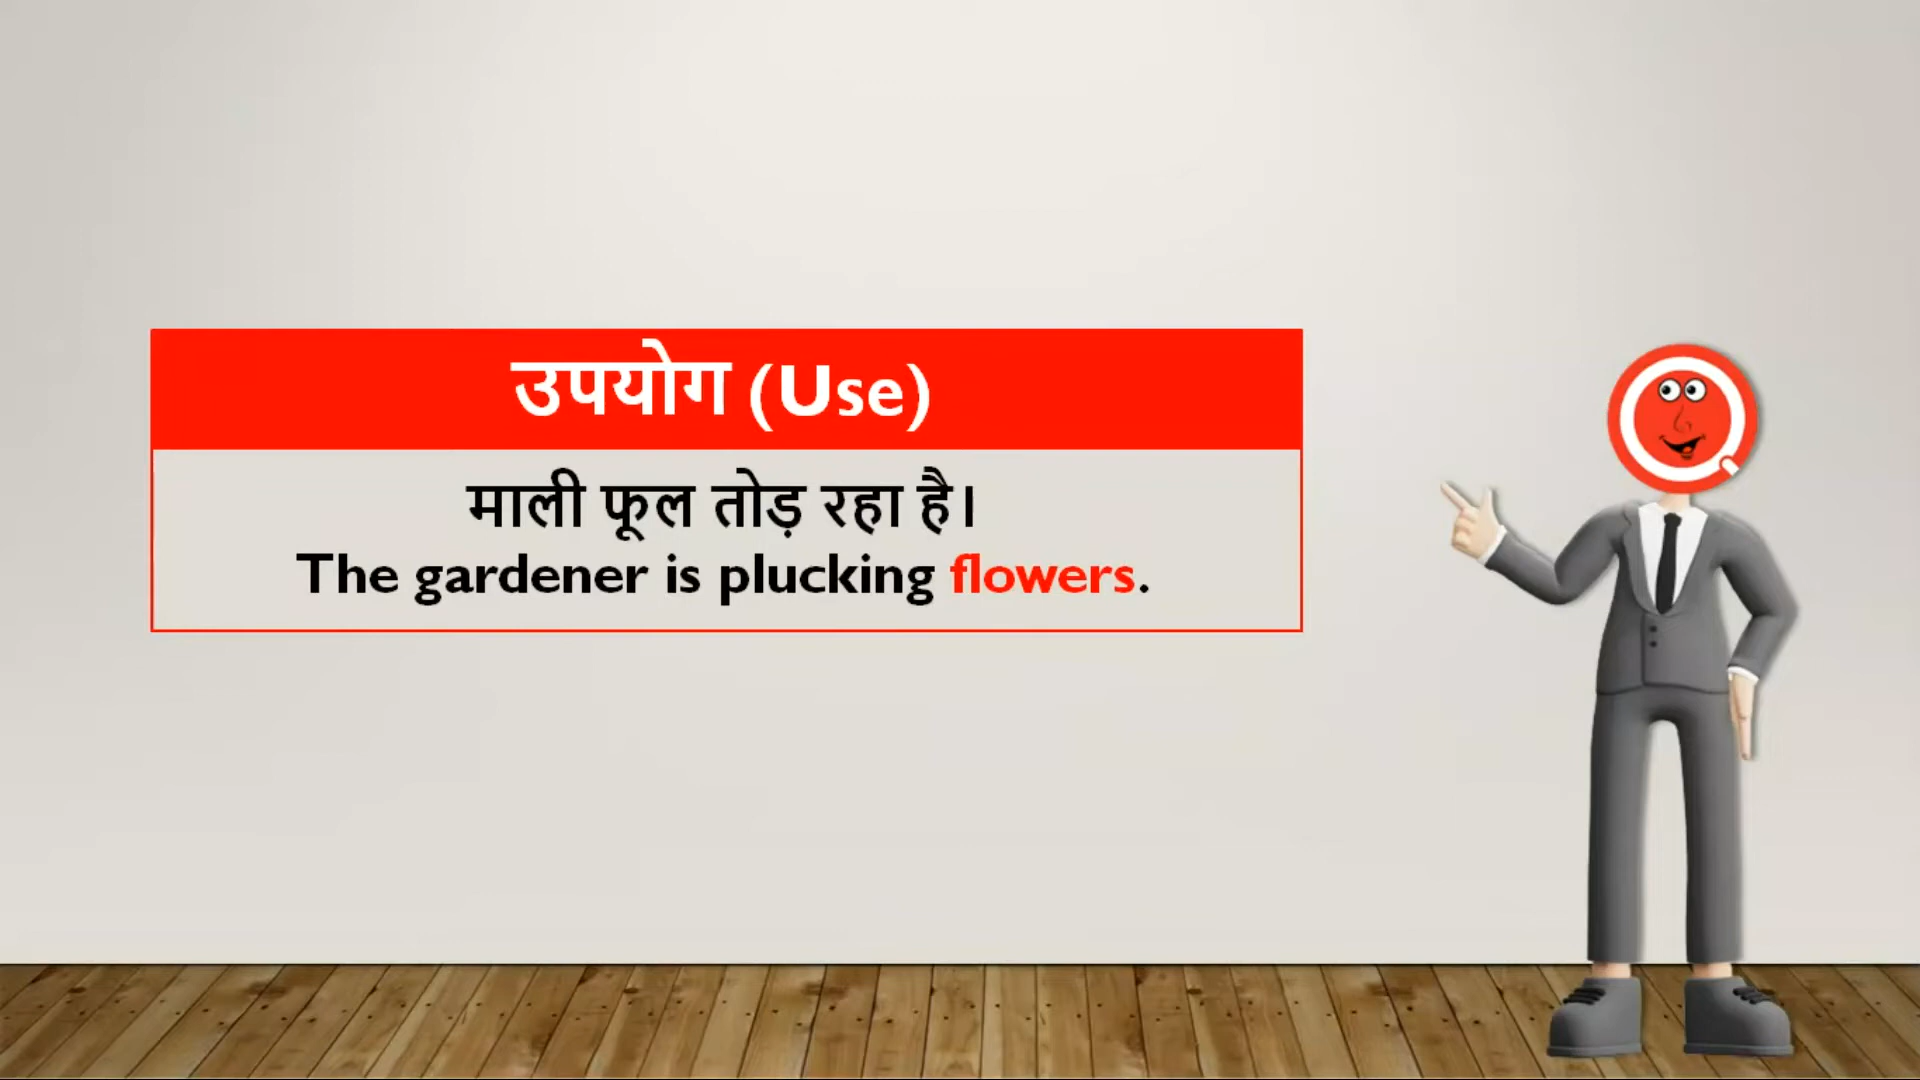 उपयोग (Use)
माली फूल तोड़ रहा है।
The gardener is plucking flowers.